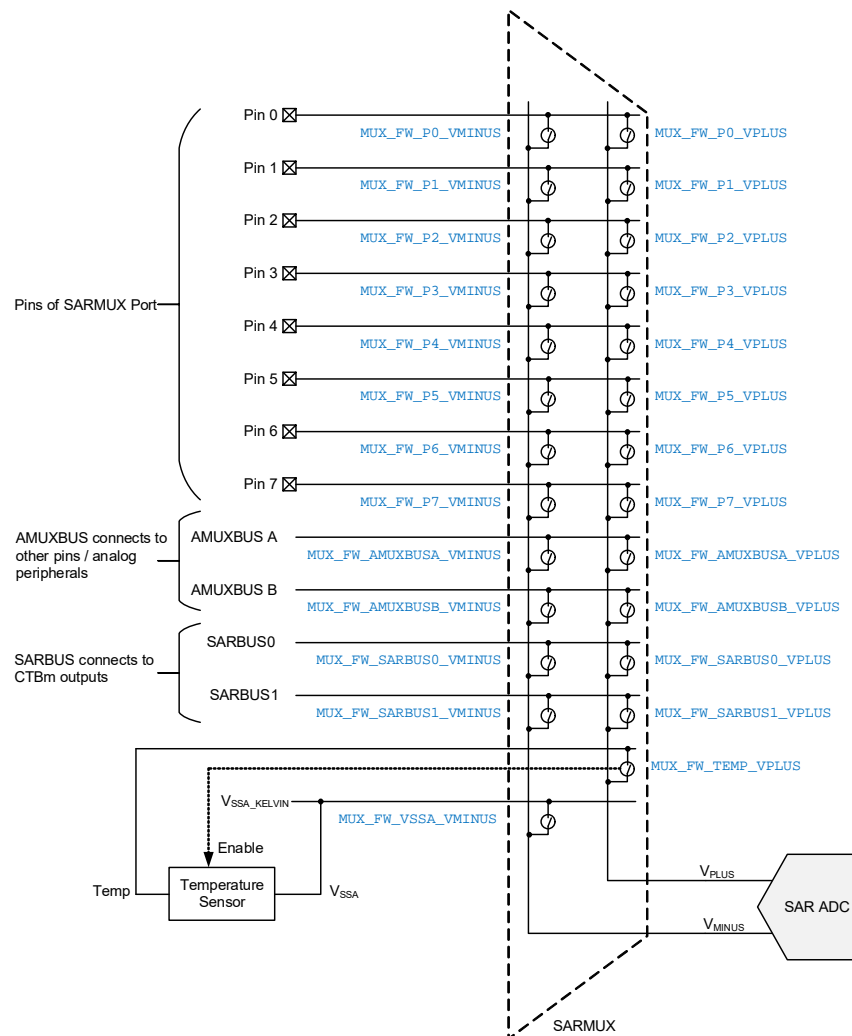 Pin 0
MUX_FW_P0_VMINUS
MUX_FW_P0_VPLUS
Pin 1
MUX_FW_P1_VMINUS
MUX_FW_P1_VPLUS
Pin 2
MUX_FW_P2_VMINUS
MUX_FW_P2_VPLUS
Pin 3
MUX_FW_P3_VMINUS
MUX_FW_P3_VPLUS
Pins of SARMUX Port
Pin 4
MUX_FW_P4_VMINUS
MUX_FW_P4_VPLUS
Pin 5
MUX_FW_P5_VMINUS
MUX_FW_P5_VPLUS
Pin 6
MUX_FW_P6_VMINUS
MUX_FW_P6_VPLUS
Pin 7
MUX_FW_P7_VMINUS
MUX_FW_P7_VPLUS
AMUXBUS connects to
other pins / analog
peripherals
AMUXBUS A
MUX_FW_AMUXBUSA_VMINUS
MUX_FW_AMUXBUSA_VPLUS
AMUXBUS B
MUX_FW_AMUXBUSB_VMINUS
MUX_FW_AMUXBUSB_VPLUS
SARBUS connects to
CTBm outputs
SARBUS0
MUX_FW_SARBUS0_VMINUS
MUX_FW_SARBUS0_VPLUS
SARBUS1
MUX_FW_SARBUS1_VMINUS
MUX_FW_SARBUS1_VPLUS
MUX_FW_TEMP_VPLUS
VSSA_KELVIN
MUX_FW_VSSA_VMINUS
Enable
Temp
Temperature
Sensor
VSSA
VPLUS
SAR ADC
VMINUS
SARMUX